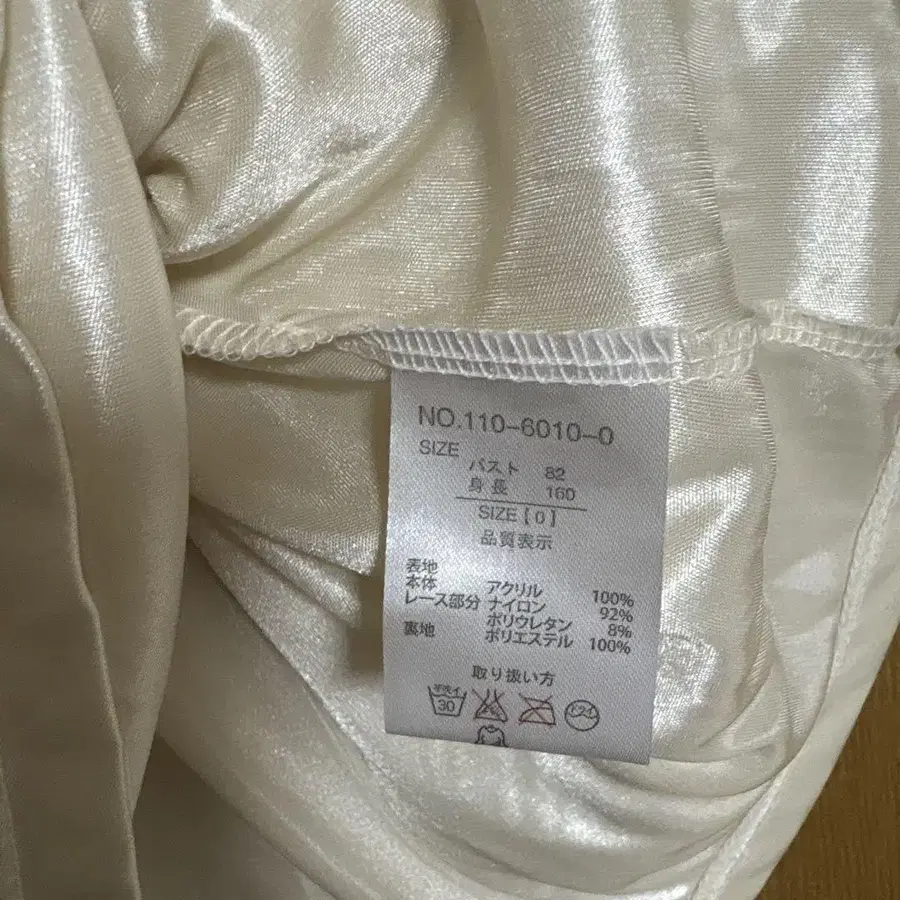 NO.110-6010-0
SIZE
バスト 82
身長 160
SIZE [ 0 ]
品質表示
表地
本体 アクリル 100%
レース部分 ナイロン 92%
ポリウレタン 8%
裏地 ポリエステル 100%
取り扱い方
手洗イ
30